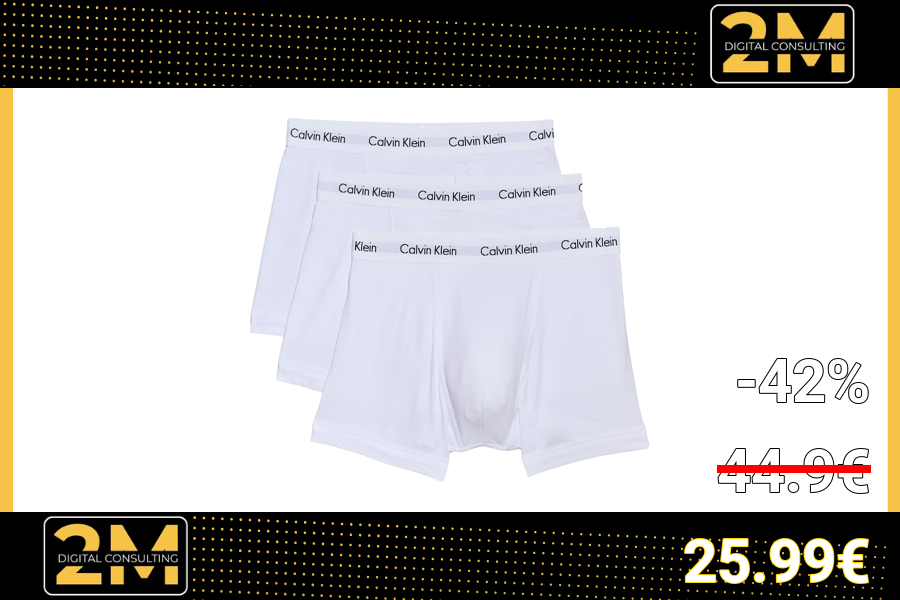 2M
DIGITAL CONSULTING
Calvin Klein Calvin Klein Calvin Klein Calvi
Calvin Klein Calvin Klein Calvin Klein C
Klein Calvin Klein Calvin Klein Calvin Klein
-42%
44.9€
2M
DIGITAL CONSULTING
25.99€